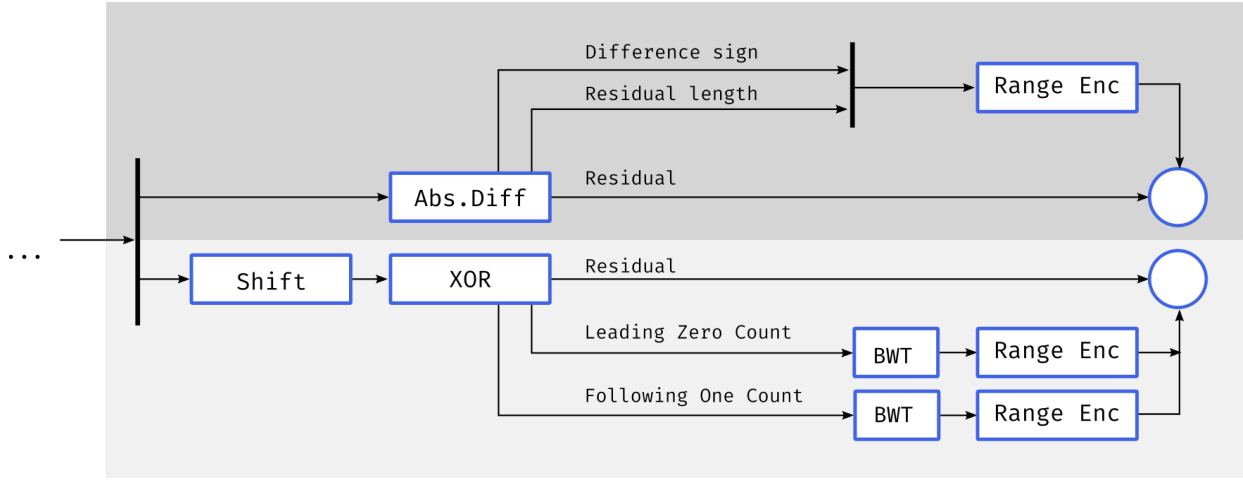 Difference sign
Residual length
Range Enc
Abs.Diff
Residual
...
Shift
XOR
Residual
Leading Zero Count
BWT
Range Enc
Following One Count
BWT
Range Enc